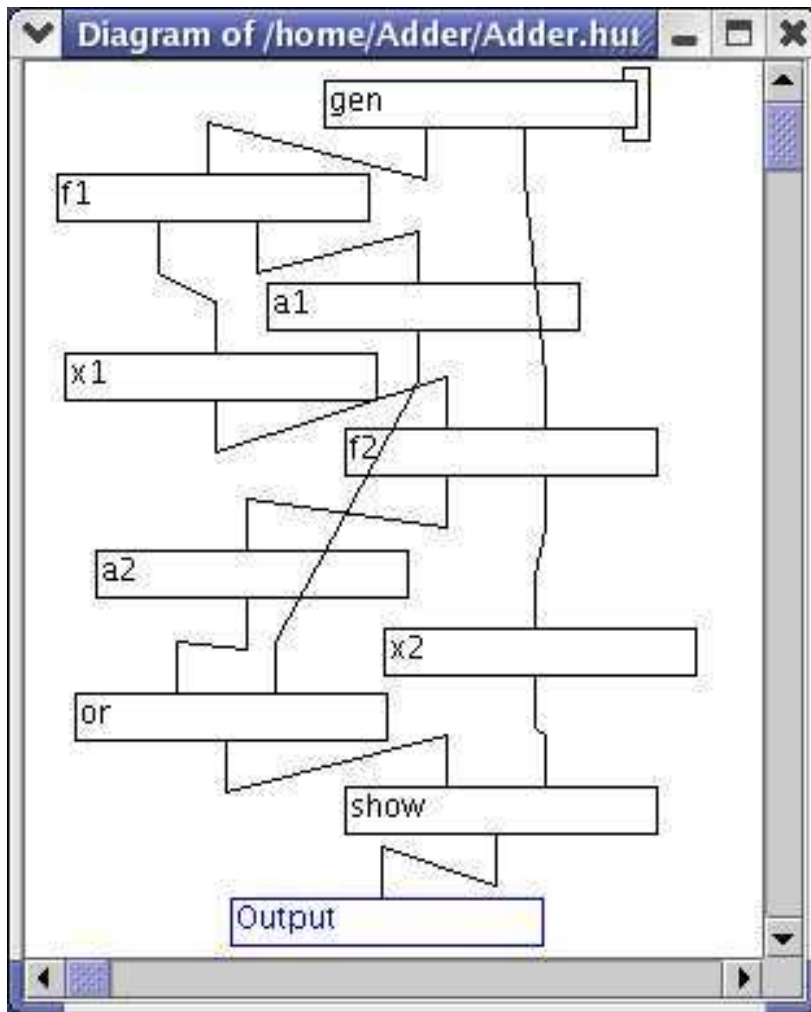 Diagram of /home/Adder/Adder.hu
gen
f1
a1
x1
f2
a2
x2
or
show
Output